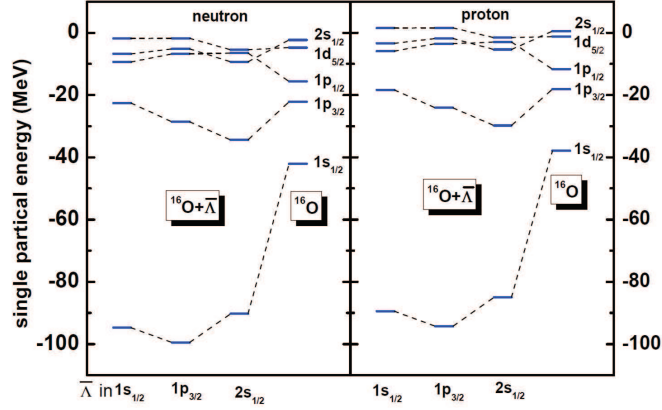 neutron
proton
single partical energy (MeV)
0
-20
-40
-60
-80
-100
2s1/2
1d5/2
1p1/2
1p3/2
1s1/2
16O+Λ̅
16O
2s1/2
1d5/2
1p1/2
1p3/2
1s1/2
16O+Λ̅
16O
0
-20
-40
-60
-80
-100
Λ̅ in 1s1/2 1p3/2 2s1/2
1s1/2 1p3/2 2s1/2